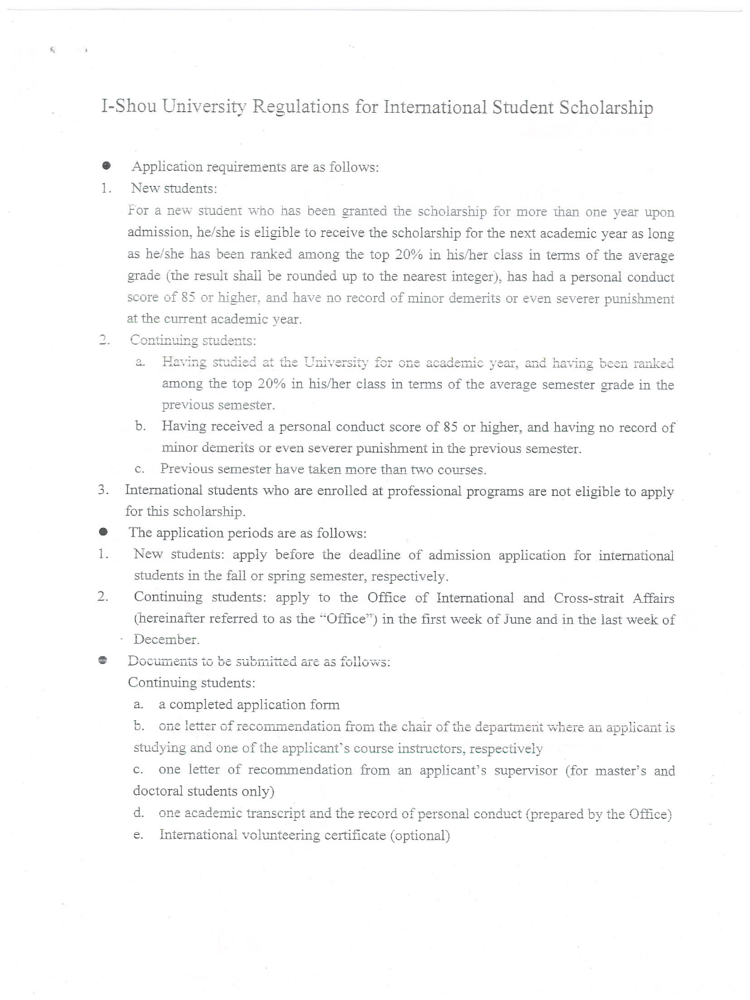 I-Shou University Regulations for International Student Scholarship
● Application requirements are as follows:
1. New students:
For a new student who has been granted the scholarship for more than one year upon
admission, he/she is eligible to receive the scholarship for the next academic year as long
as he/she has been ranked among the top 20% in his/her class in terms of the average
grade (the result shall be rounded up to the nearest integer), has had a personal conduct
score of 85 or higher, and have no record of minor demerits or even severer punishment
at the current academic year.
2. Continuing students:
a. Having studied at the University for one academic year, and having been ranked
among the top 20% in his/her class in terms of the average semester grade in the
previous semester.
b. Having received a personal conduct score of 85 or higher, and having no record of
minor demerits or even severer punishment in the previous semester.
c. Previous semester have taken more than two courses.
3. International students who are enrolled at professional programs are not eligible to apply
for this scholarship.
● The application periods are as follows:
1. New students: apply before the deadline of admission application for international
students in the fall or spring semester, respectively.
2. Continuing students: apply to the Office of International and Cross-strait Affairs
(hereinafter referred to as the “Office”) in the first week of June and in the last week of
December.
● Documents to be submitted are as follows:
Continuing students:
a. a completed application form
b. one letter of recommendation from the chair of the department where an applicant is
studying and one of the applicant's course instructors, respectively
c. one letter of recommendation from an applicant's supervisor (for master's and
doctoral students only)
d. one academic transcript and the record of personal conduct (prepared by the Office)
e. International volunteering certificate (optional)